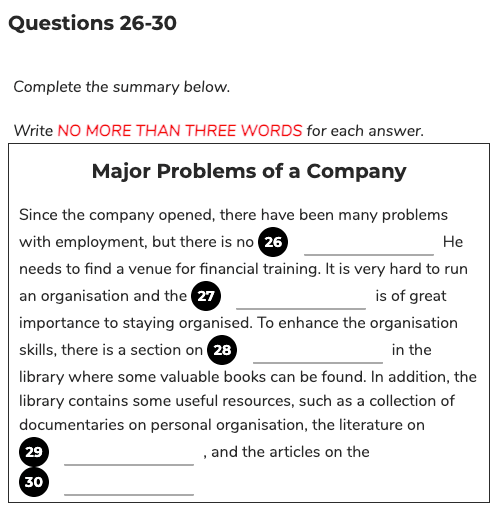 Questions 26-30
Complete the summary below.
Write NO MORE THAN THREE WORDS for each answer.
Major Problems of a Company
Since the company opened, there have been many problems
with employment, but there is no 26 ____________ He
needs to find a venue for financial training. It is very hard to run
an organisation and the 27 ____________ is of great
importance to staying organised. To enhance the organisation
skills, there is a section on 28 ____________ in the
library where some valuable books can be found. In addition, the
library contains some useful resources, such as a collection of
documentaries on personal organisation, the literature on
29 ____________ , and the articles on the
30 ____________